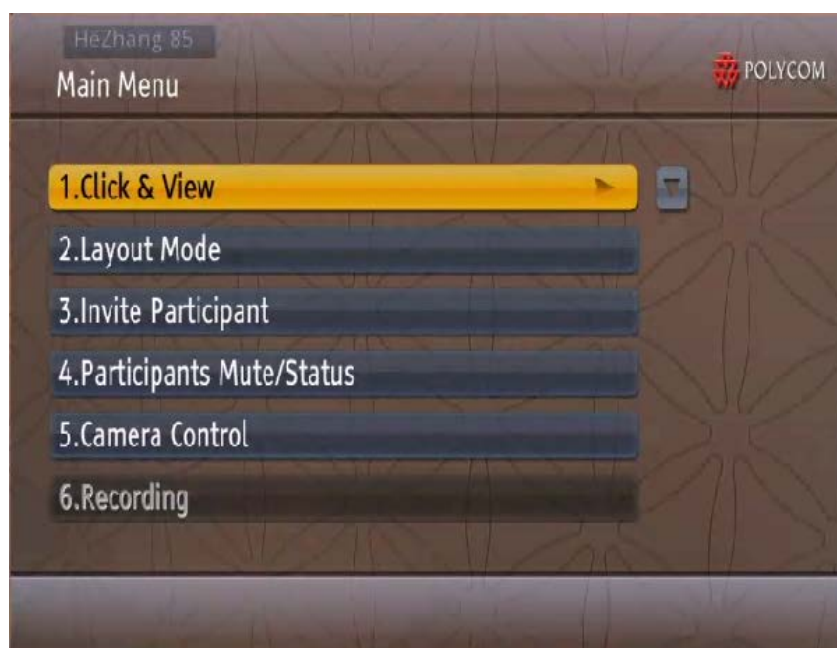 HeZhang 85
Main Menu
POLYCOM
1.Click & View
2.Layout Mode
3.Invite Participant
4.Participants Mute/Status
5.Camera Control
6.Recording